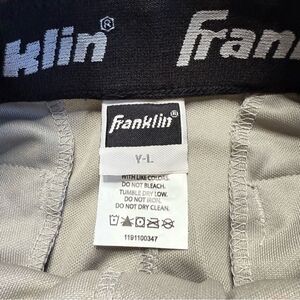 klin® fran
franklin®
Y-L
WITH LIKE COLORS.
DO NOT BLEACH.
TUMBLE DRY LOW.
DO NOT IRON.
DO NOT DRY CLEAN.
1191100347